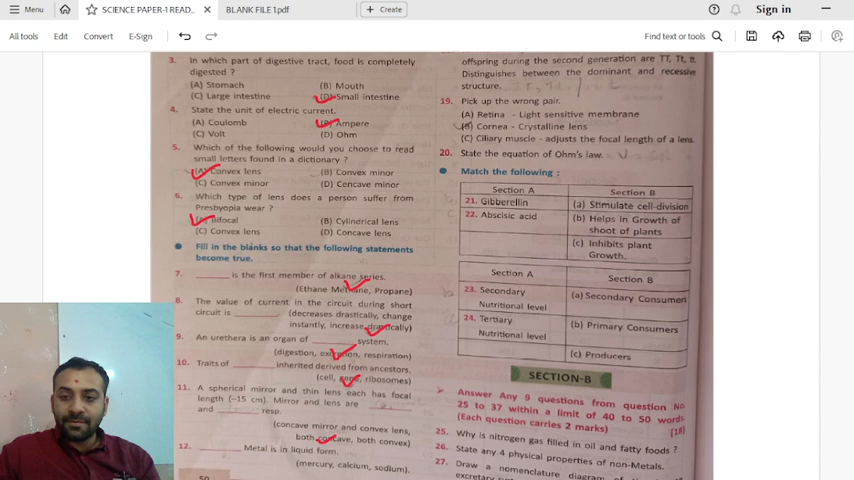 Menu
SCIENCE PAPER-1 READ...
BLANK FILE 1.pdf
Create
Sign in
All tools
Edit
Convert
E-Sign
Find text or tools
3. In which part of digestive tract, food is completely
digested ?
(A) Stomach (B) Mouth
(C) Large intestine (D) Small intestine
4. State the unit of electric current.
(A) Coulomb (B) Ampere
(C) Volt (D) Ohm
5. Which of the following would you choose to read
small letters found in a dictionary ?
(A) Convex lens (B) Convex minor
(C) Convex minor (D) Cencave minor
6. Which type of lens does a person suffer from
Presbyopia wear ?
(A) Bifocal (B) Cylindrical lens
(C) Convex lens (D) Concave lens
Fill in the blanks so that the following statements
become true.
7. ______ is the first member of alkane series.
(Ethane Methane, Propane)
8. The value of current in the circuit during short
circuit is ______ (decreases drastically, change
instantly, increase drastically)
9. An urethera is an organ of ______ system.
(digestion, excretion, respiration)
10. Traits of ______ inherited derived from ancestors.
(cell, gens, ribosomes)
11. A spherical mirror and thin lens each has focal
length (–15 cm). Mirror and lens are ______
and ______ resp.
(concave mirror and convex lens,
both concave, both convex)
12. ______ Metal is in liquid form.
(mercury, calcium, sodium).
50
offspring during the second generation are TT, Tt, tt.
Distinguishes between the dominant and recessive
structure.
19. Pick up the wrong pair.
(A) Retina - Light sensitive membrane
(B) Cornea - Crystalline lens
(C) Ciliary muscle - adjusts the focal length of a lens.
20. State the equation of Ohm's law.
Match the following :
Section A Section B
21. Gibberellin (a) Stimulate cell-division
22. Abscisic acid (b) Helps in Growth of
shoot of plants
(c) Inhibits plant
Growth.
Section A Section B
23. Secondary (a) Secondary Consumen
Nutritional level
24. Tertiary (b) Primary Consumers
Nutritional level
(c) Producers
SECTION-B
Answer Any 9 questions from question No.
25 to 37 within a limit of 40 to 50 words
(Each question carries 2 marks) [18]
25. Why is nitrogen gas filled in oil and fatty foods ?
26. State any 4 physical properties of non-Metals.
27. Draw a nomenclature diagram of
excretary